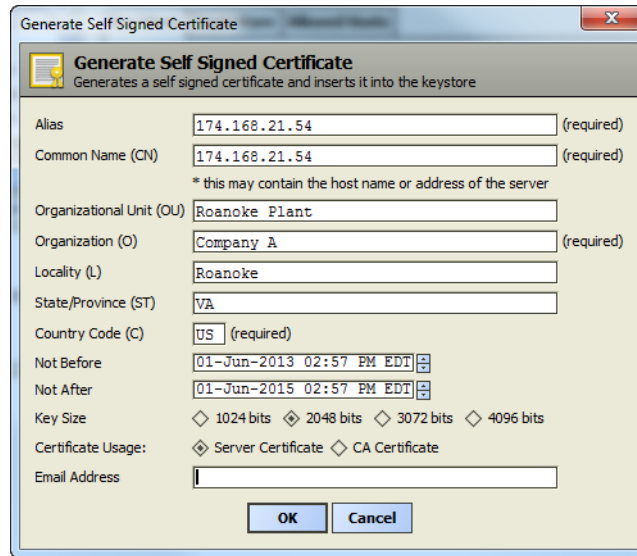 Generate Self Signed Certificate
Generate Self Signed Certificate
Generates a self signed certificate and inserts it into the keystore
Alias 174.168.21.54 (required)
Common Name (CN) 174.168.21.54 (required)
* this may contain the host name or address of the server
Organizational Unit (OU) Roanoke Plant
Organization (O) Company A (required)
Locality (L) Roanoke
State/Province (ST) VA
Country Code (C) US (required)
Not Before 01-Jun-2013 02:57 PM EDT
Not After 01-Jun-2015 02:57 PM EDT
Key Size 1024 bits 2048 bits 3072 bits 4096 bits
Certificate Usage: Server Certificate CA Certificate
Email Address
OK Cancel